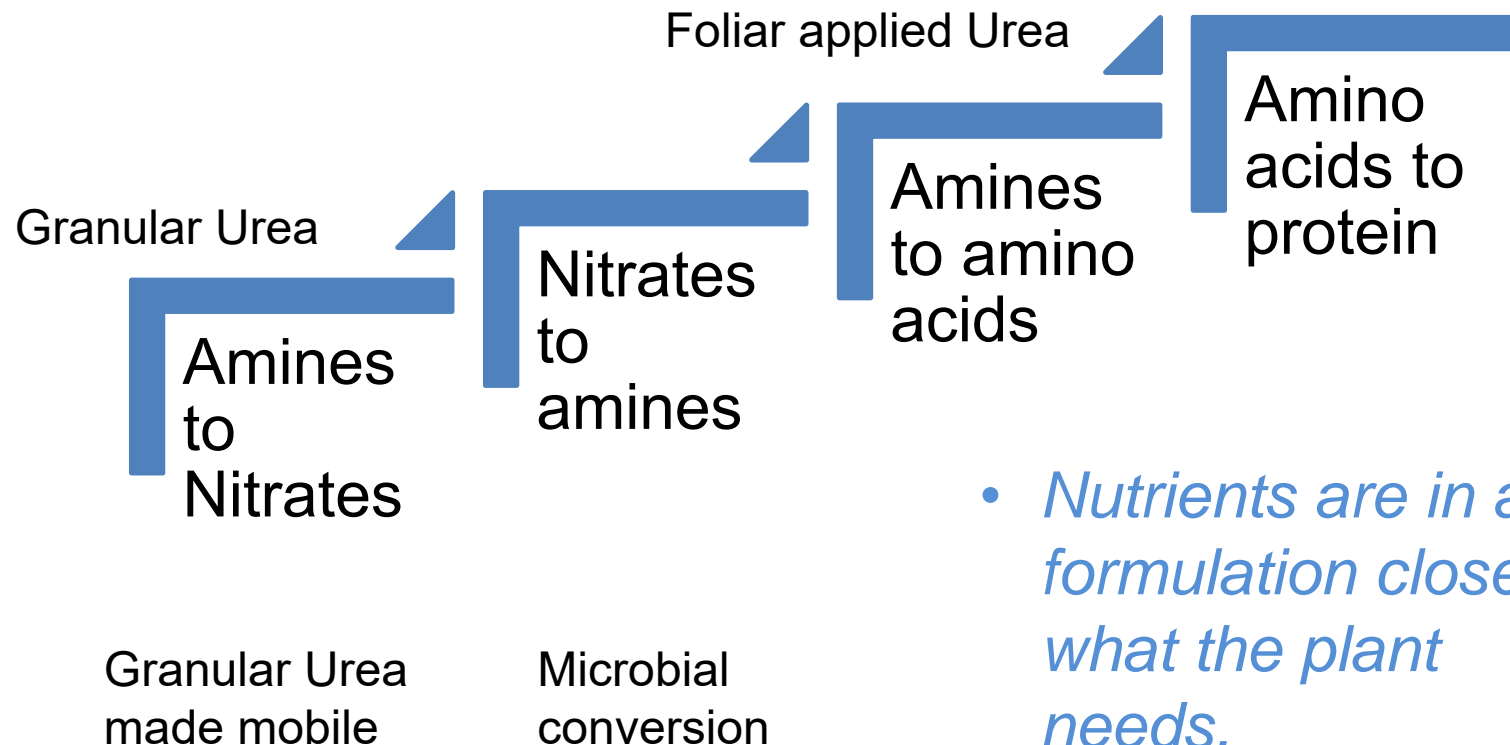 Foliar applied Urea
Amino
acids to
protein
Amines
to amino
acids
Granular Urea
Nitrates
to
amines
Amines
to
Nitrates
• Nutrients are in a
formulation close
what the plant
needs.
Granular Urea
made mobile
Microbial
conversion